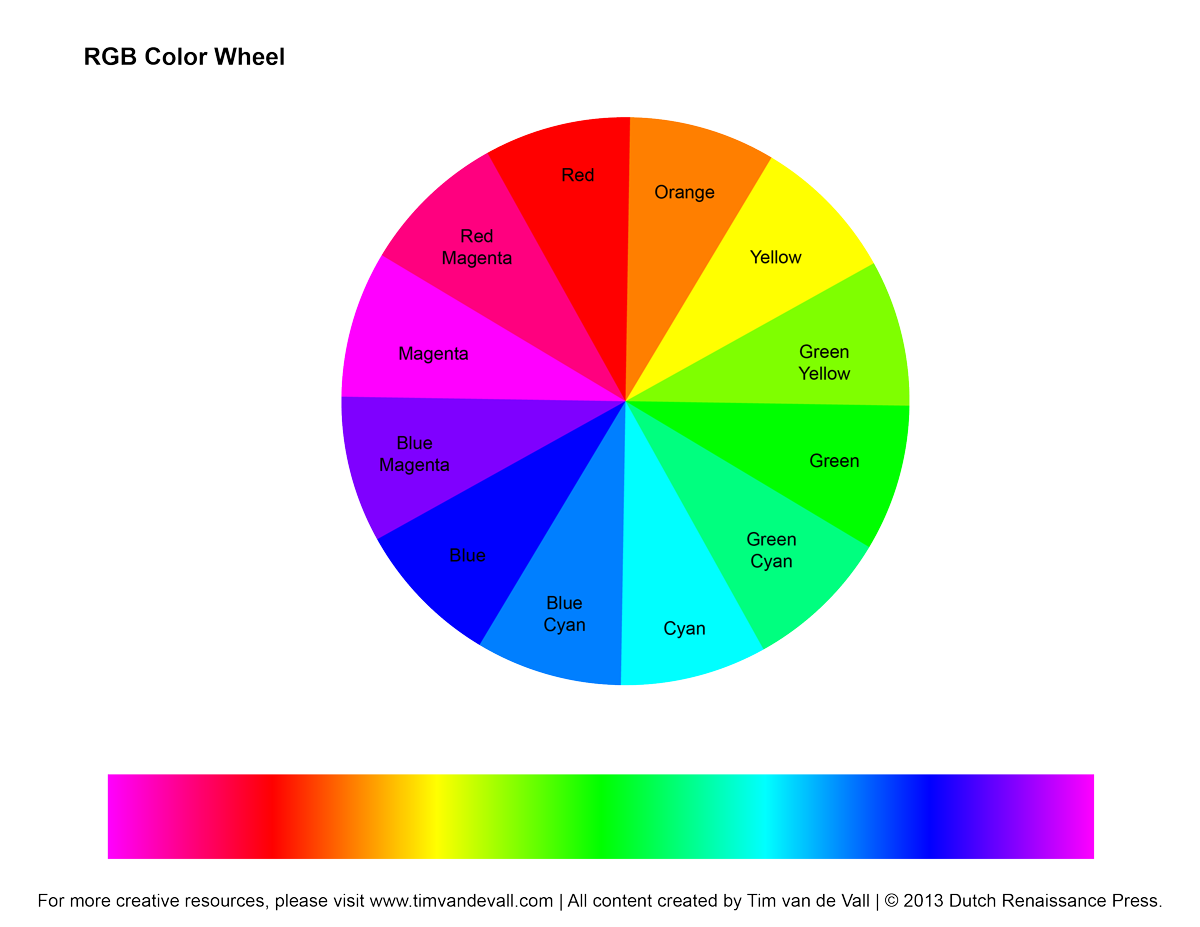 RGB Color Wheel
Red
Orange
Red
Magenta
Yellow
Magenta
Green
Yellow
Blue
Magenta
Green
Blue
Green
Cyan
Blue
Cyan
Cyan
For more creative resources, please visit www.timvandevall.com | All content created by Tim van de Vall | © 2013 Dutch Renaissance Press.